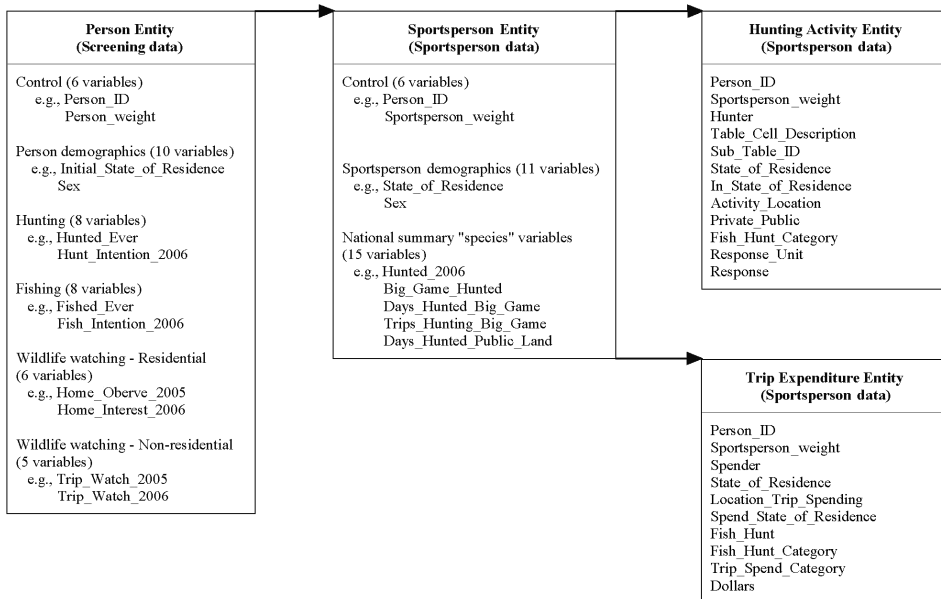 Person Entity
(Screening data)
Control (6 variables)
e.g., Person_ID
Person_weight
Person demographics (10 variables)
e.g., Initial_State_of_Residence
Sex
Hunting (8 variables)
e.g., Hunted_Ever
Hunt_Intention_2006
Fishing (8 variables)
e.g., Fished_Ever
Fish_Intention_2006
Wildlife watching - Residential
(6 variables)
e.g., Home_Oberve_2005
Home_Interest_2006
Wildlife watching - Non-residential
(5 variables)
e.g., Trip_Watch_2005
Trip_Watch_2006
Sportsperson Entity
(Sportsperson data)
Control (6 variables)
e.g., Person_ID
Sportsperson_weight
Sportsperson demographics (11 variables)
e.g., State_of_Residence
Sex
National summary "species" variables
(15 variables)
e.g., Hunted_2006
Big_Game_Hunted
Days_Hunted_Big_Game
Trips_Hunting_Big_Game
Days_Hunted_Public_Land
Hunting Activity Entity
(Sportsperson data)
Person_ID
Sportsperson_weight
Hunter
Table_Cell_Description
Sub_Table_ID
State_of_Residence
In_State_of_Residence
Activity_Location
Private_Public
Fish_Hunt_Category
Response_Unit
Response
Trip Expenditure Entity
(Sportsperson data)
Person_ID
Sportsperson_weight
Spender
State_of_Residence
Location_Trip_Spending
Spend_State_of_Residence
Fish_Hunt
Fish_Hunt_Category
Trip_Spend_Category
Dollars